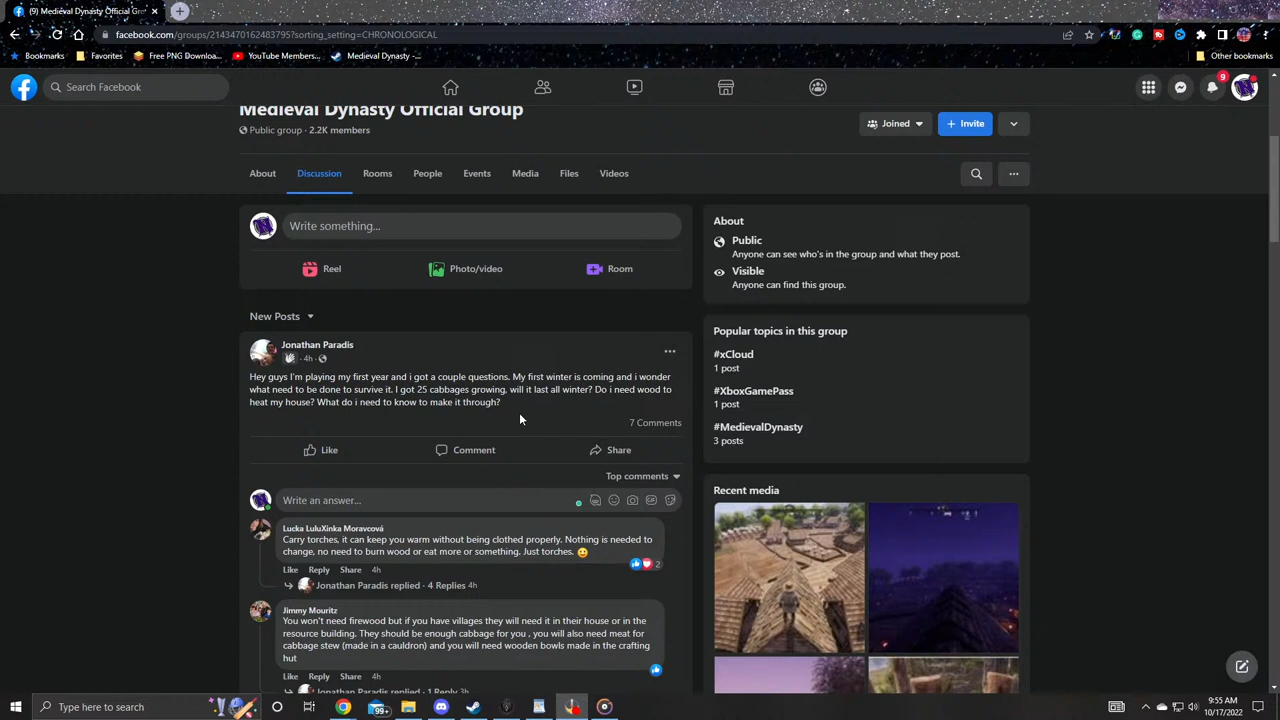 (9) Medieval Dynasty Official Gro
facebook.com/groups/2143470162483795?sorting_setting=CHRONOLOGICAL
Bookmarks Favorites Free PNG Downloa... YouTube Members... Medieval Dynasty -... Other bookmarks
Search Facebook
9
Medieval Dynasty Official Group
Public group · 2.2K members
Joined
+ Invite
About Discussion Rooms People Events Media Files Videos
Write something...
Reel Photo/video Room
New Posts
Jonathan Paradis
· 4h ·
Hey guys I'm playing my first year and i got a couple questions. My first winter is coming and i wonder
what need to be done to survive it. I got 25 cabbages growing, will it last all winter? Do i need wood to
heat my house? What do i need to know to make it through?
7 Comments
Like Comment Share
Top comments
Write an answer...
Lucka LuluXinka Moravcová
Carry torches, it can keep you warm without being clothed properly. Nothing is needed to
change, no need to burn wood or eat more or something. Just torches.
2
Like Reply Share 4h
Jonathan Paradis replied · 4 Replies 4h
Jimmy Mouritz
You won't need firewood but if you have villages they will need it in their house or in the
resource building. They should be enough cabbage for you , you will also need meat for
cabbage stew (made in a cauldron) and you will need wooden bowls made in the crafting
hut
Like Reply Share 4h
Jonathan Paradis replied · 1 Reply 3h
About
Public
Anyone can see who's in the group and what they post.
Visible
Anyone can find this group.
Popular topics in this group
#xCloud
1 post
#XboxGamePass
1 post
#MedievalDynasty
3 posts
Recent media
Type here to search
99+
9:55 AM
10/17/2022